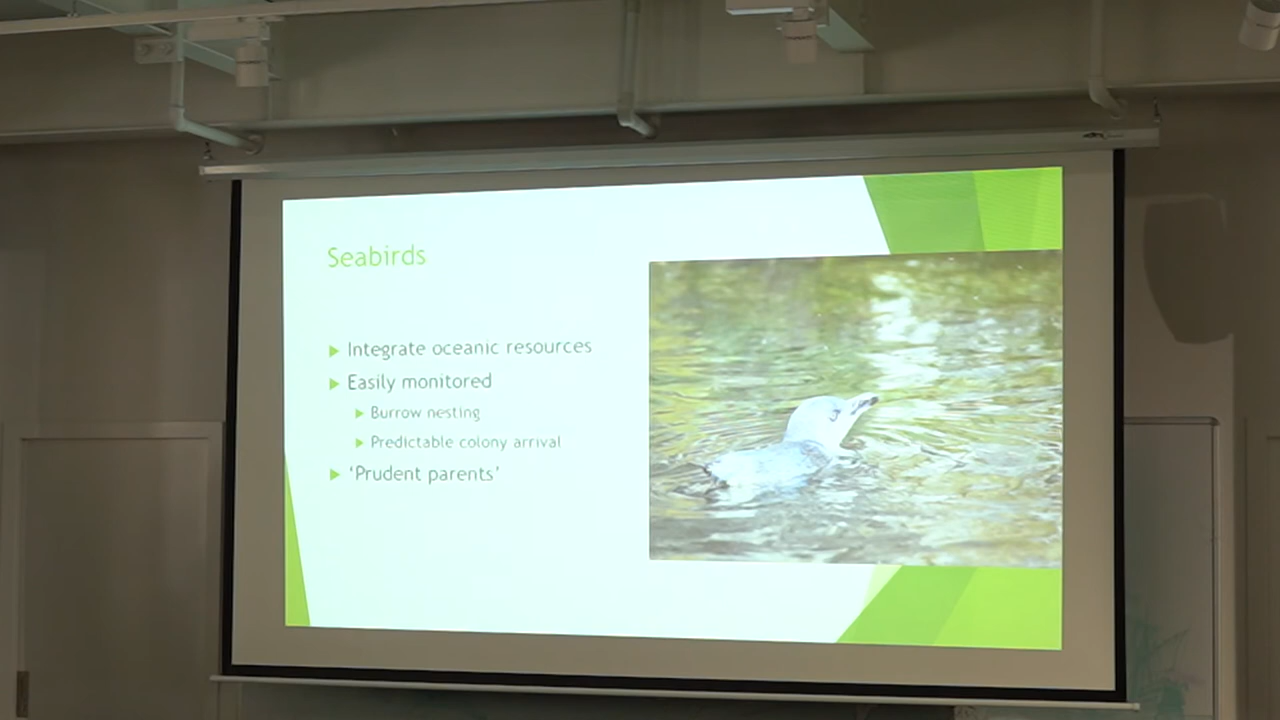 Seabirds
Integrate oceanic resources
Easily monitored
Burrow nesting
Predictable colony arrival
‘Prudent parents’